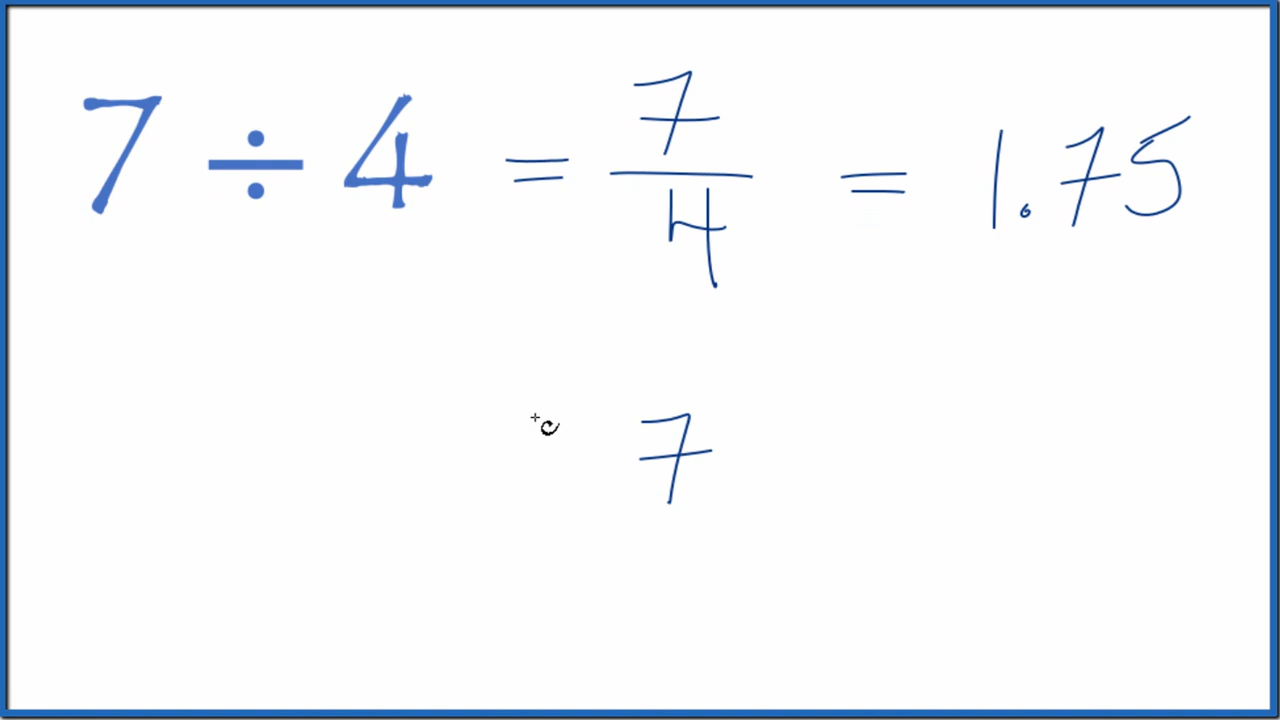 7 ÷ 4 = 7/4 = 1.75
7